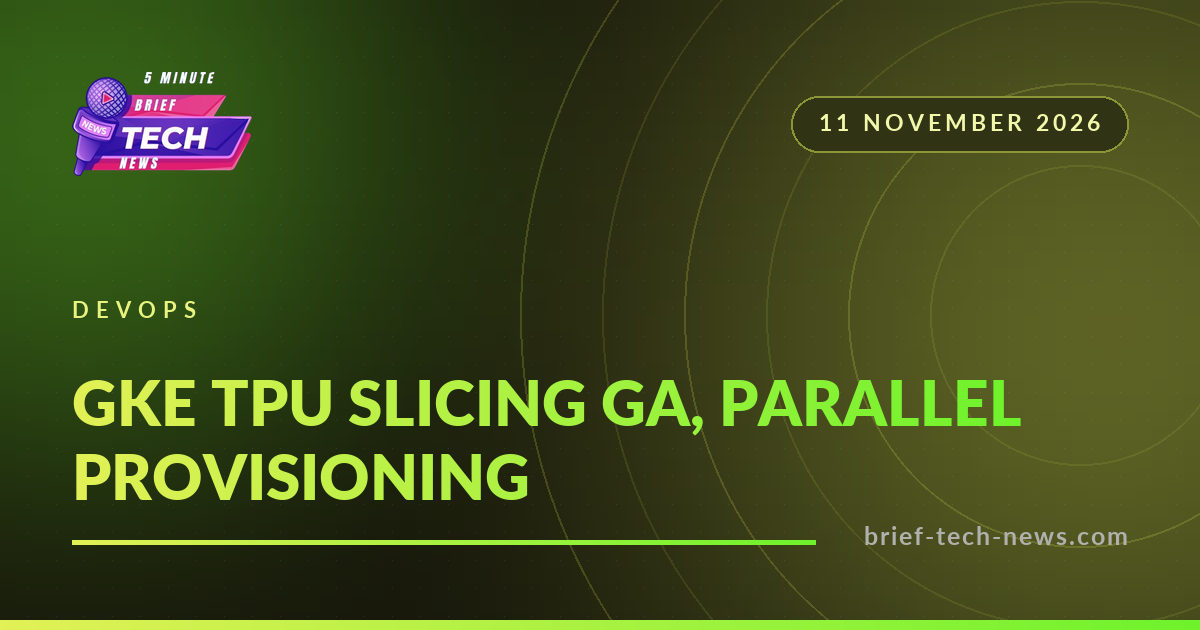 5 MINUTE
BRIEF
NEWS
TECH
NEWS
11 NOVEMBER 2026
DEVOPS
GKE TPU SLICING GA, PARALLEL
PROVISIONING
brief-tech-news.com